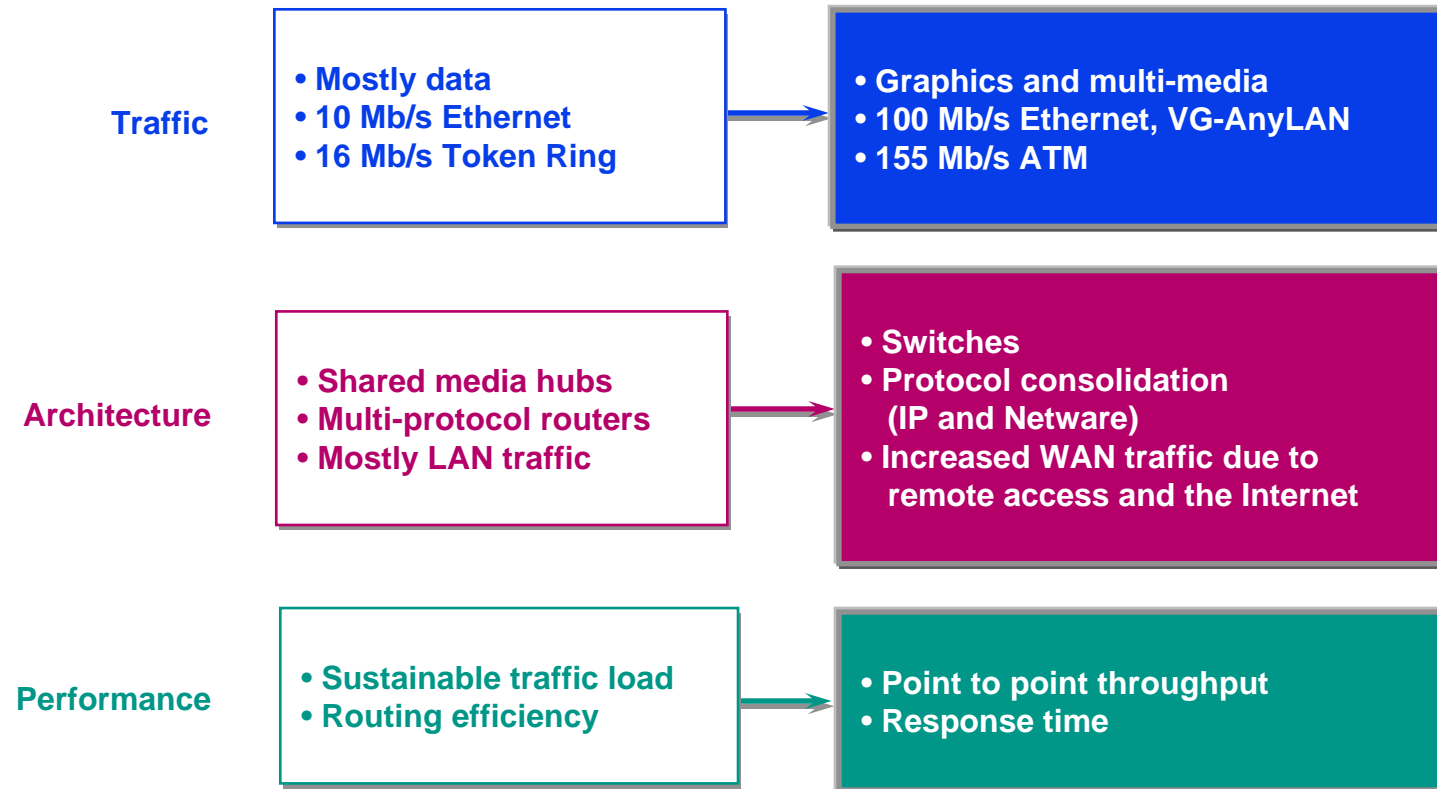 Traffic
• Mostly data
• 10 Mb/s Ethernet
• 16 Mb/s Token Ring
• Graphics and multi-media
• 100 Mb/s Ethernet, VG-AnyLAN
• 155 Mb/s ATM
Architecture
• Shared media hubs
• Multi-protocol routers
• Mostly LAN traffic
• Switches
• Protocol consolidation
(IP and Netware)
• Increased WAN traffic due to
remote access and the Internet
Performance
• Sustainable traffic load
• Routing efficiency
• Point to point throughput
• Response time